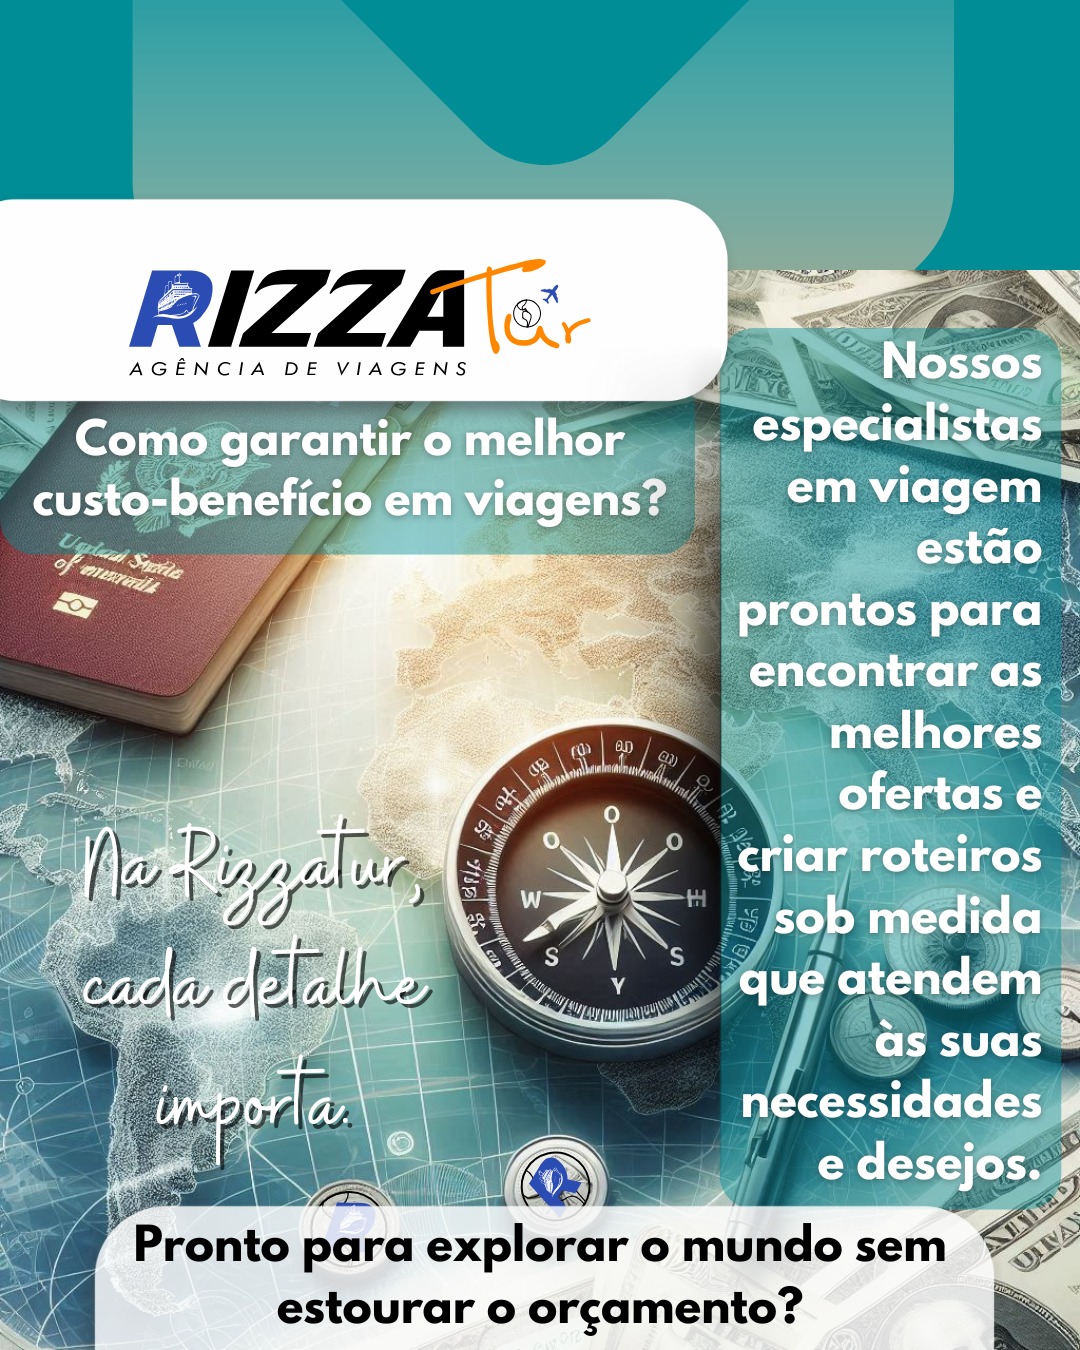 RIZZA Tur
AGÊNCIA DE VIAGENS
Como garantir o melhor
custo-benefício em viagens?
Nossos
especialistas
em viagem
estão
prontos para
encontrar as
melhores
ofertas e
criar roteiros
sob medida
que atendem
às suas
necessidades
e desejos.
Na Rizzatur,
cada detalhe
importa.
W
S
S
Y
Pronto para explorar o mundo sem
estourar o orçamento?